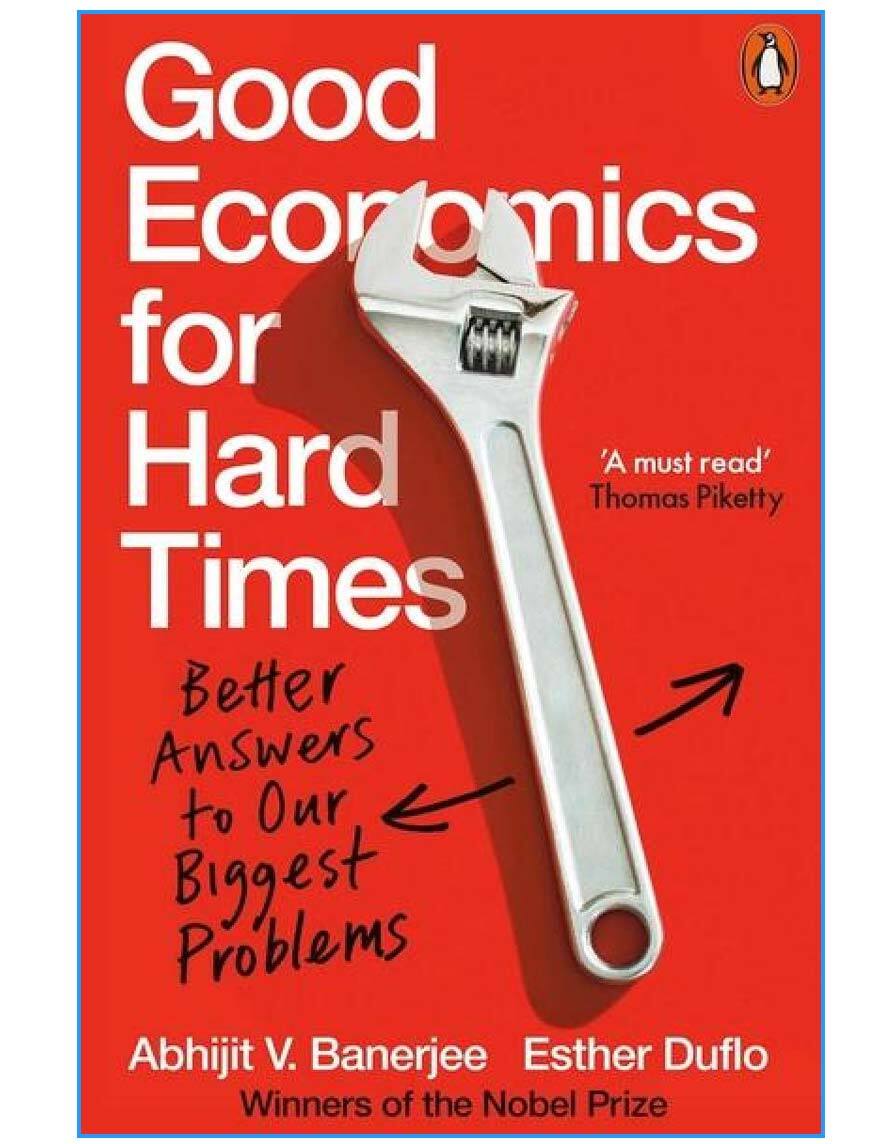 Good
Economics
for
Hard
Times
'A must read'
Thomas Piketty
Better
Answers
to Our
Biggest
Problems
Abhijit V. Banerjee Esther Duflo
Winners of the Nobel Prize